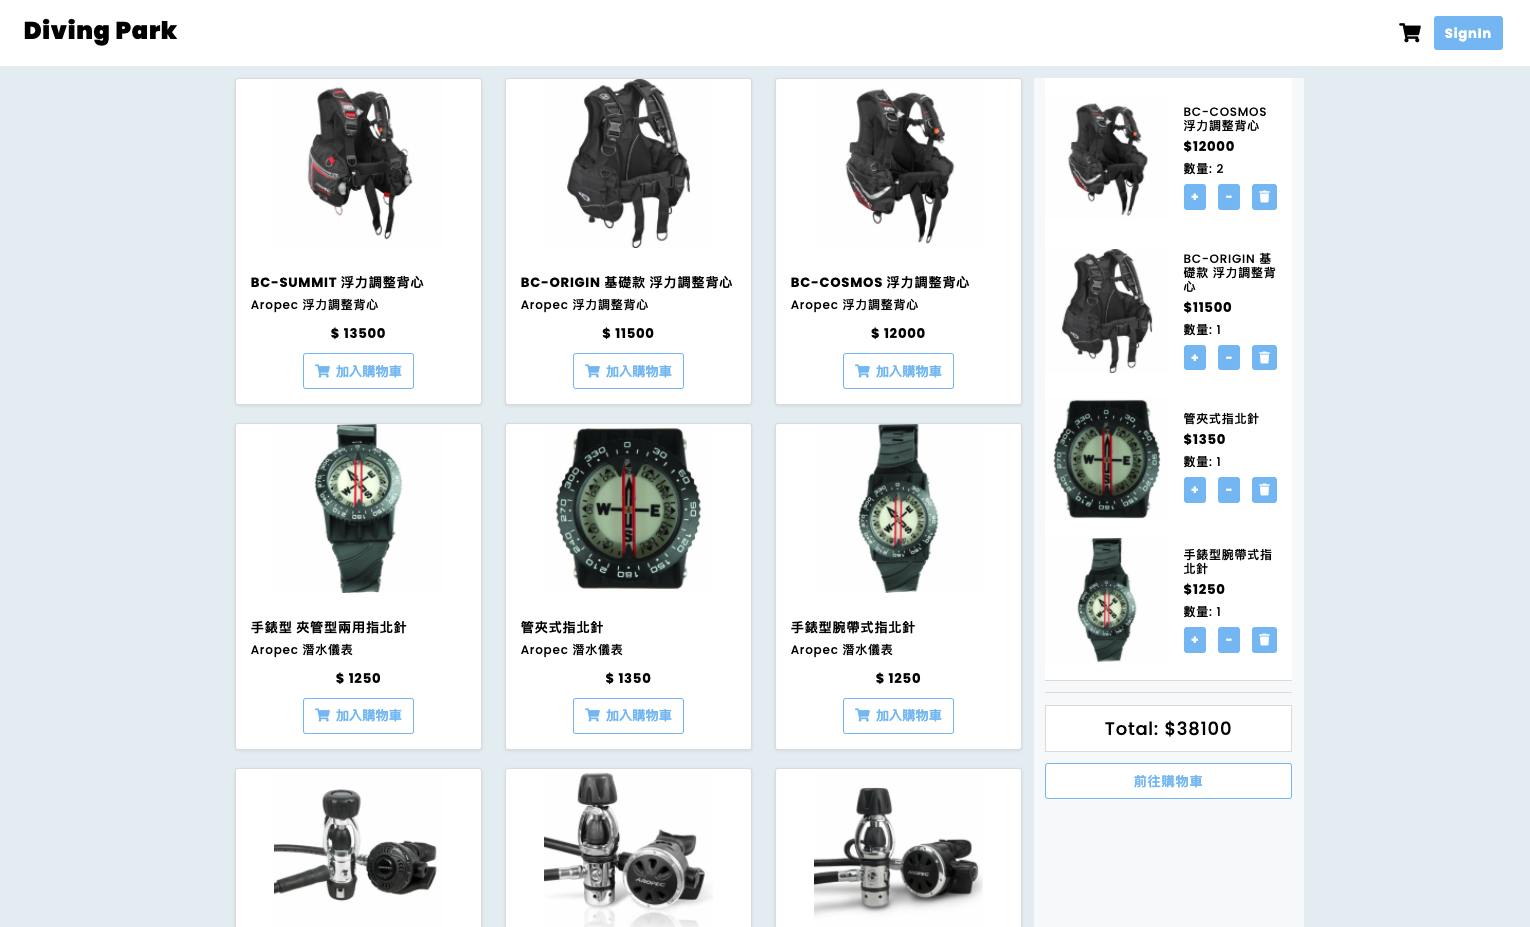 Diving Park
SignIn
BC-SUMMIT 浮力調整背心
Aropec 浮力調整背心
$ 13500
加入購物車
BC-ORIGIN 基礎款 浮力調整背心
Aropec 浮力調整背心
$ 11500
加入購物車
BC-COSMOS 浮力調整背心
Aropec 浮力調整背心
$ 12000
加入購物車
手錶型 夾管型兩用指北針
Aropec 潛水儀表
$ 1250
加入購物車
管夾式指北針
Aropec 潛水儀表
$ 1350
加入購物車
手錶型腕帶式指北針
Aropec 潛水儀表
$ 1250
加入購物車
BC-COSMOS
浮力調整背心
$12000
數量: 2
+ - 
BC-ORIGIN 基
礎款 浮力調整背
心
$11500
數量: 1
+ - 
管夾式指北針
$1350
數量: 1
+ - 
手錶型腕帶式指
北針
$1250
數量: 1
+ - 
Total: $38100
前往購物車